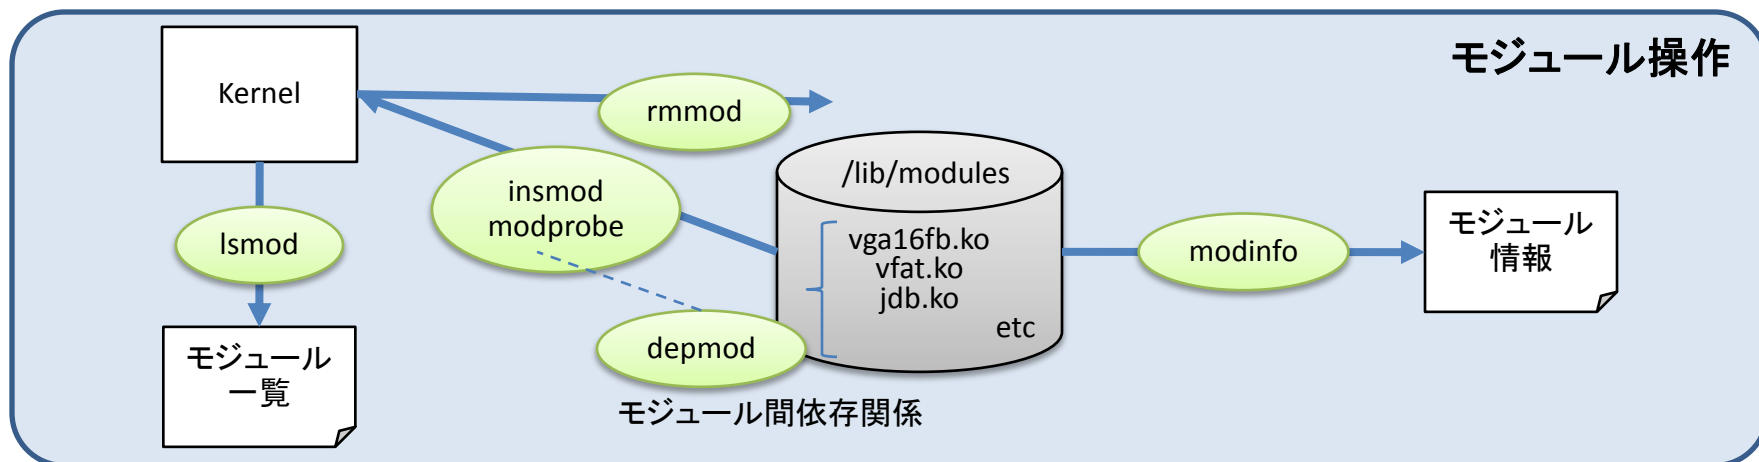 モジュール操作
Kernel
rmmod
insmod
modprobe
lsmod
モジュール
一覧
/lib/modules
vga16fb.ko
vfat.ko
jdb.ko
etc
depmod
モジュール間依存関係
modinfo
モジュール
情報